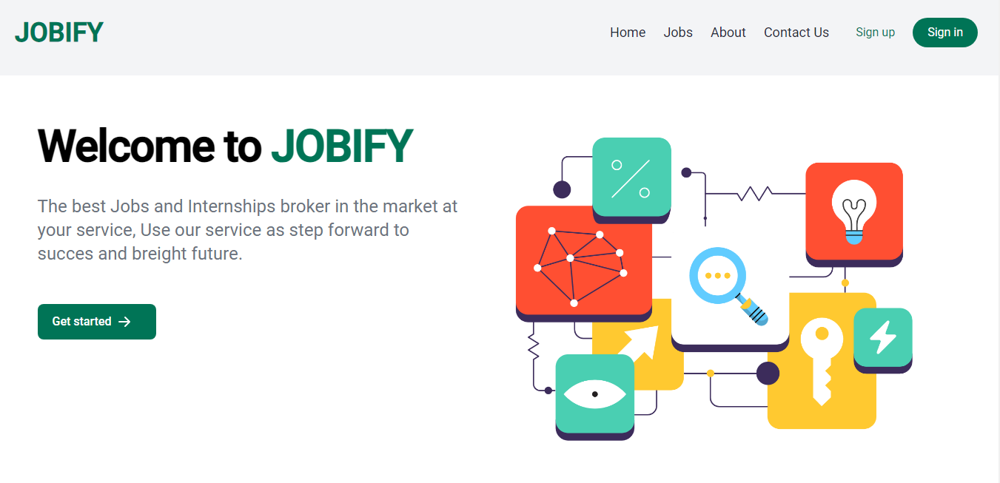 JOBIFY
Home Jobs About Contact Us Sign up Sign in
Welcome to JOBIFY
The best Jobs and Internships broker in the market at
your service, Use our service as step forward to
succes and breight future.
Get started